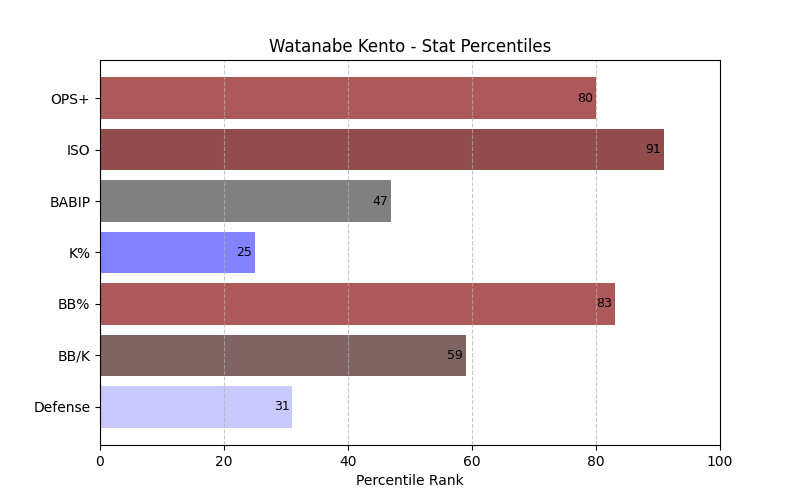 Watanabe Kento - Stat Percentiles
OPS+ 80
ISO 91
BABIP 47
K% 25
BB% 83
BB/K 59
Defense 31
0 20 40 60 80 100
Percentile Rank